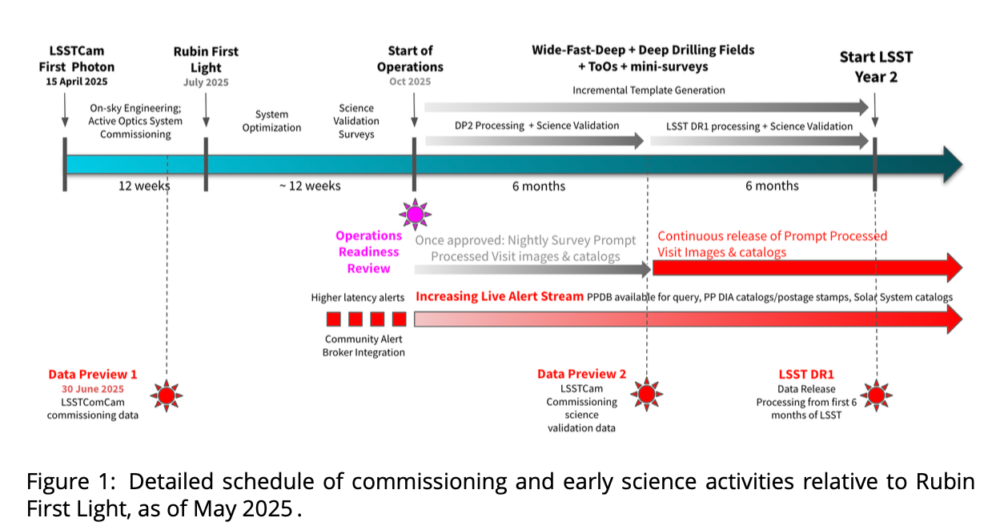 LSSTCam
First Photon
15 April 2025
Rubin First
Light
July 2025
Start of
Operations
Oct 2025
Wide-Fast-Deep + Deep Drilling Fields
+ ToOs + mini-surveys
Start LSST
Year 2
Incremental Template Generation
On-sky Engineering;
Active Optics System
Commissioning
System
Optimization
Science
Validation
Surveys
DP2 Processing + Science Validation
LSST DR1 processing + Science Validation
12 weeks
~ 12 weeks
6 months
6 months
Operations
Readiness
Review
Once approved: Nightly Survey Prompt
Processed Visit images & catalogs
Continuous release of Prompt Processed
Visit Images & catalogs
Higher latency alerts
Increasing Live Alert Stream PPDB available for query, PP DIA catalogs/postage stamps, Solar System catalogs
Community Alert
Broker Integration
Data Preview 1
30 June 2025
LSSTComCam
commissioning data
Data Preview 2
LSSTCam
Commissioning
science
validation data
LSST DR1
Data Release
Processing from first 6
months of LSST
Figure 1: Detailed schedule of commissioning and early science activities relative to Rubin
First Light, as of May 2025.